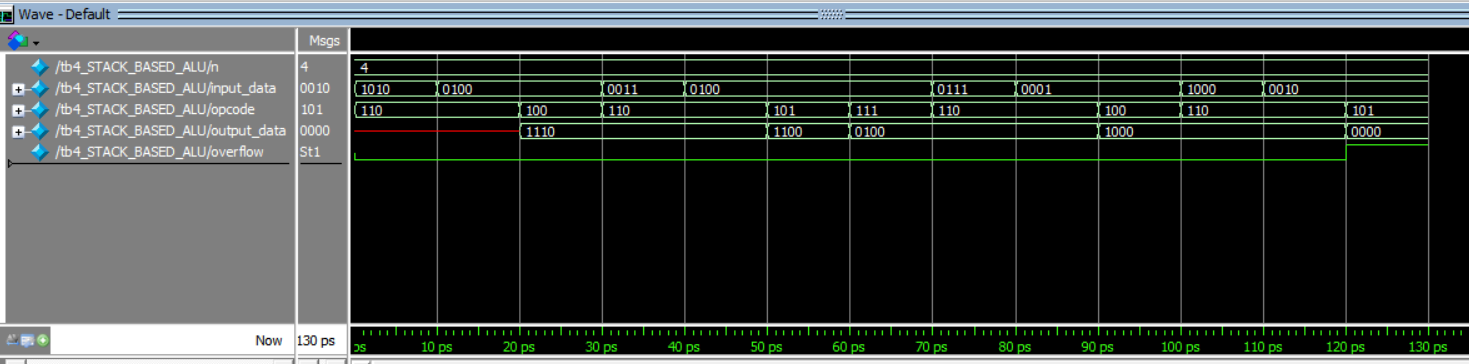 Wave - Default
Msgs
/tb4_STACK_BASED_ALU/n 4 4
/tb4_STACK_BASED_ALU/input_data 0010 1010 0100 0011 0100 0111 0001 1000 0010
/tb4_STACK_BASED_ALU/opcode 101 110 100 110 101 111 110 100 110 101
/tb4_STACK_BASED_ALU/output_data 0000 1110 1100 0100 1000 0000
/tb4_STACK_BASED_ALU/overflow St1
Now 130 ps ps 10 ps 20 ps 30 ps 40 ps 50 ps 60 ps 70 ps 80 ps 90 ps 100 ps 110 ps 120 ps 130 ps